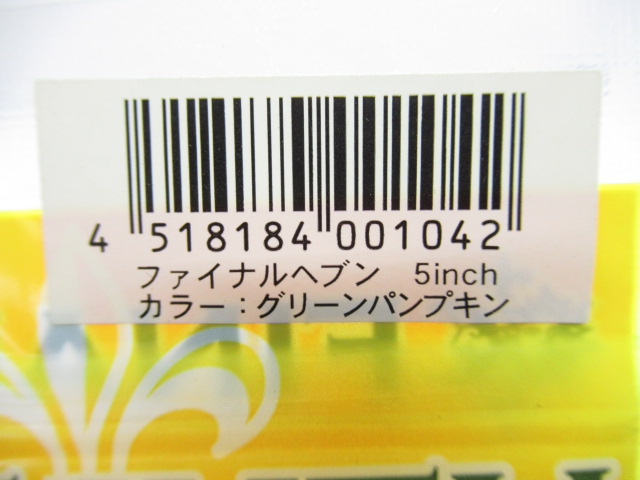 4 518184 001042
ファイナルヘブン 5inch
カラー：グリーンパンプキン